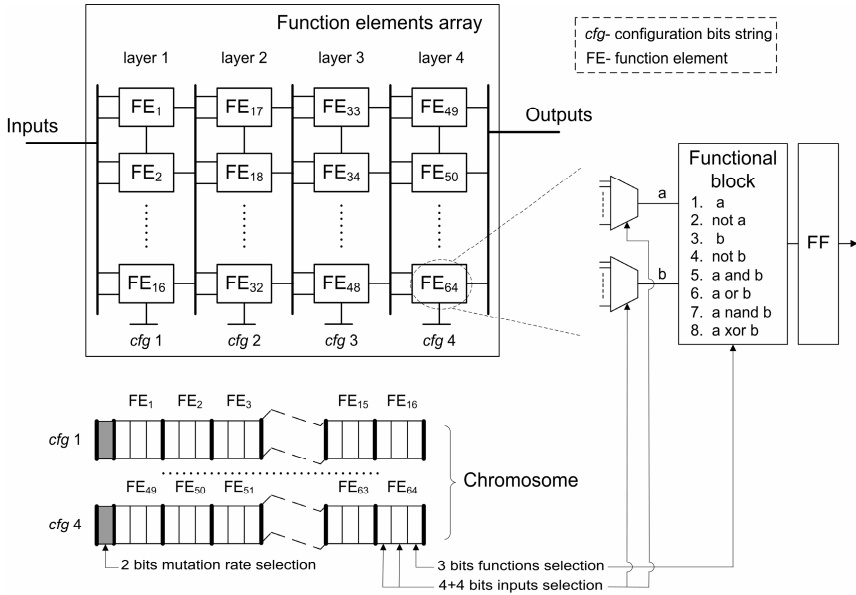 Function elements array
cfg- configuration bits string
FE- function element
layer 1 layer 2 layer 3 layer 4
Inputs
Outputs
FE1 FE17 FE33 FE49
FE2 FE18 FE34 FE50
FE16 FE32 FE48 FE64
cfg 1 cfg 2 cfg 3 cfg 4
a
b
Functional
block
1. a
2. not a
3. b
4. not b
5. a and b
6. a or b
7. a nand b
8. a xor b
FF
FE1 FE2 FE3 FE15 FE16
cfg 1
Chromosome
FE49 FE50 FE51 FE63 FE64
cfg 4
2 bits mutation rate selection
3 bits functions selection
4+4 bits inputs selection